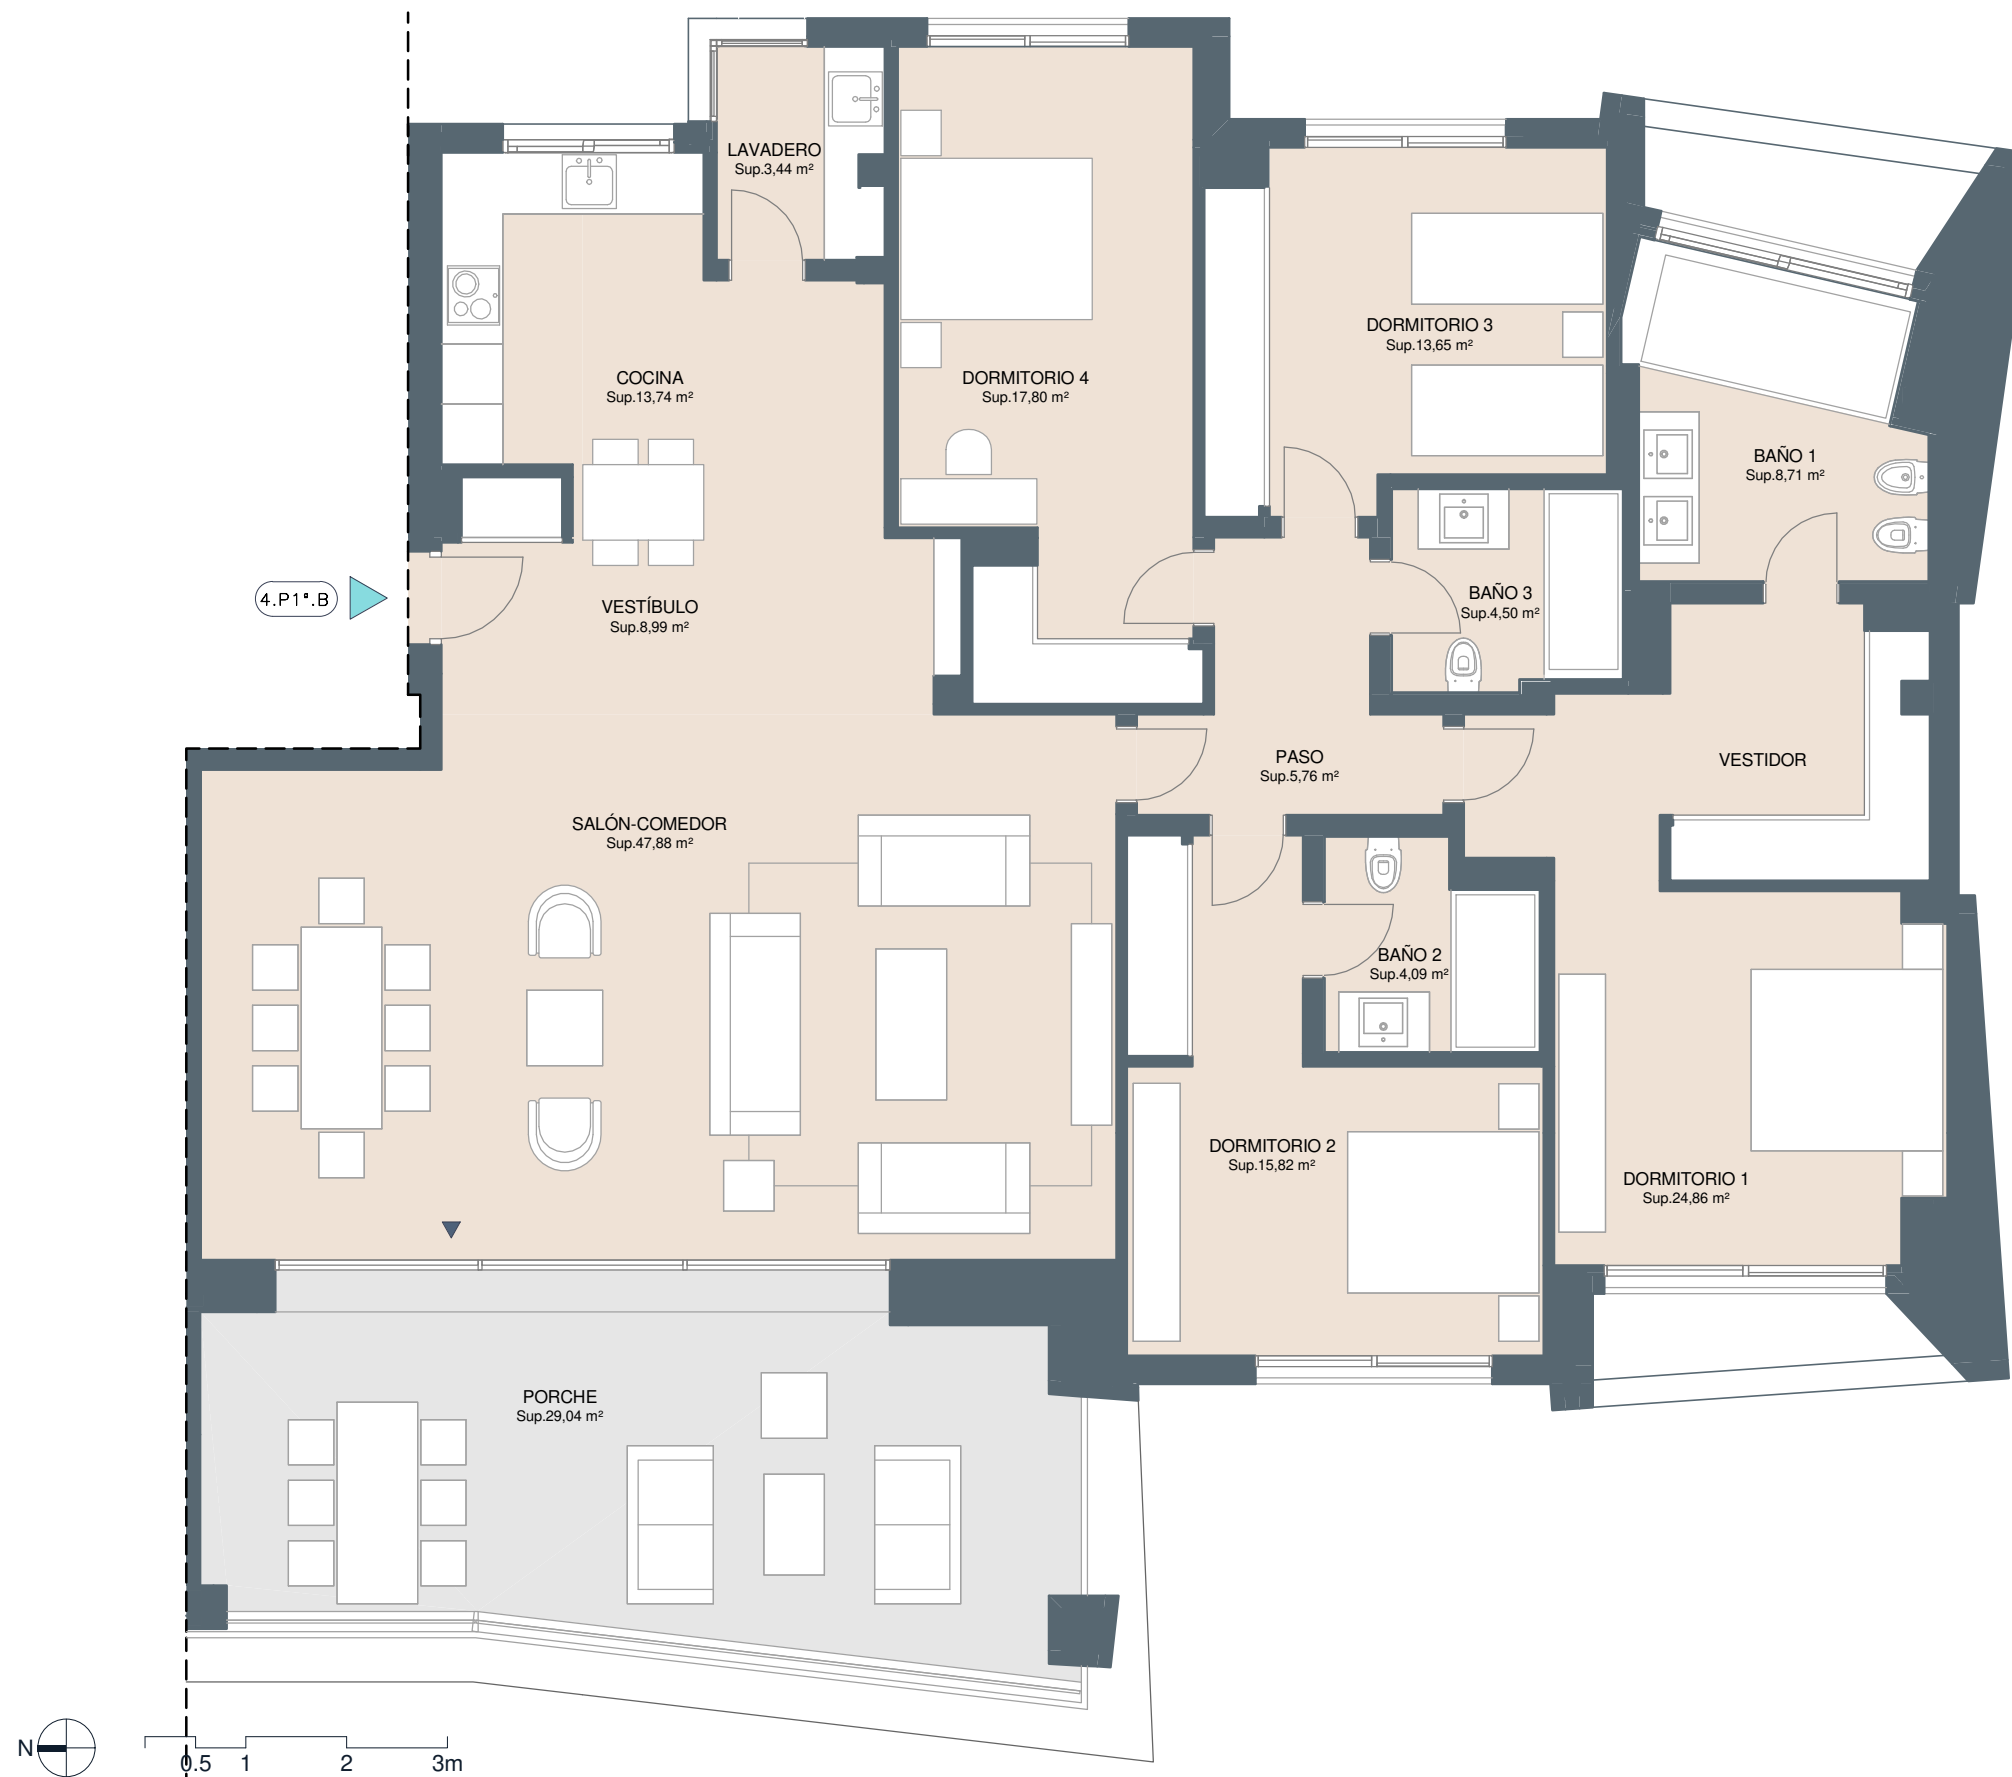 LAVADERO
Sup.3,44 m²
DORMITORIO 3
Sup.13,65 m²
COCINA
Sup.13,74 m²
DORMITORIO 4
Sup.17,80 m²
BAÑO 1
Sup.8,71 m²
4.P1ª.B
VESTÍBULO
Sup.8,99 m²
BAÑO 3
Sup.4,50 m²
PASO
Sup.5,76 m²
VESTIDOR
SALÓN-COMEDOR
Sup.47,88 m²
BAÑO 2
Sup.4,09 m²
DORMITORIO 2
Sup.15,82 m²
DORMITORIO 1
Sup.24,86 m²
PORCHE
Sup.29,04 m²
N
0.5 1 2 3m